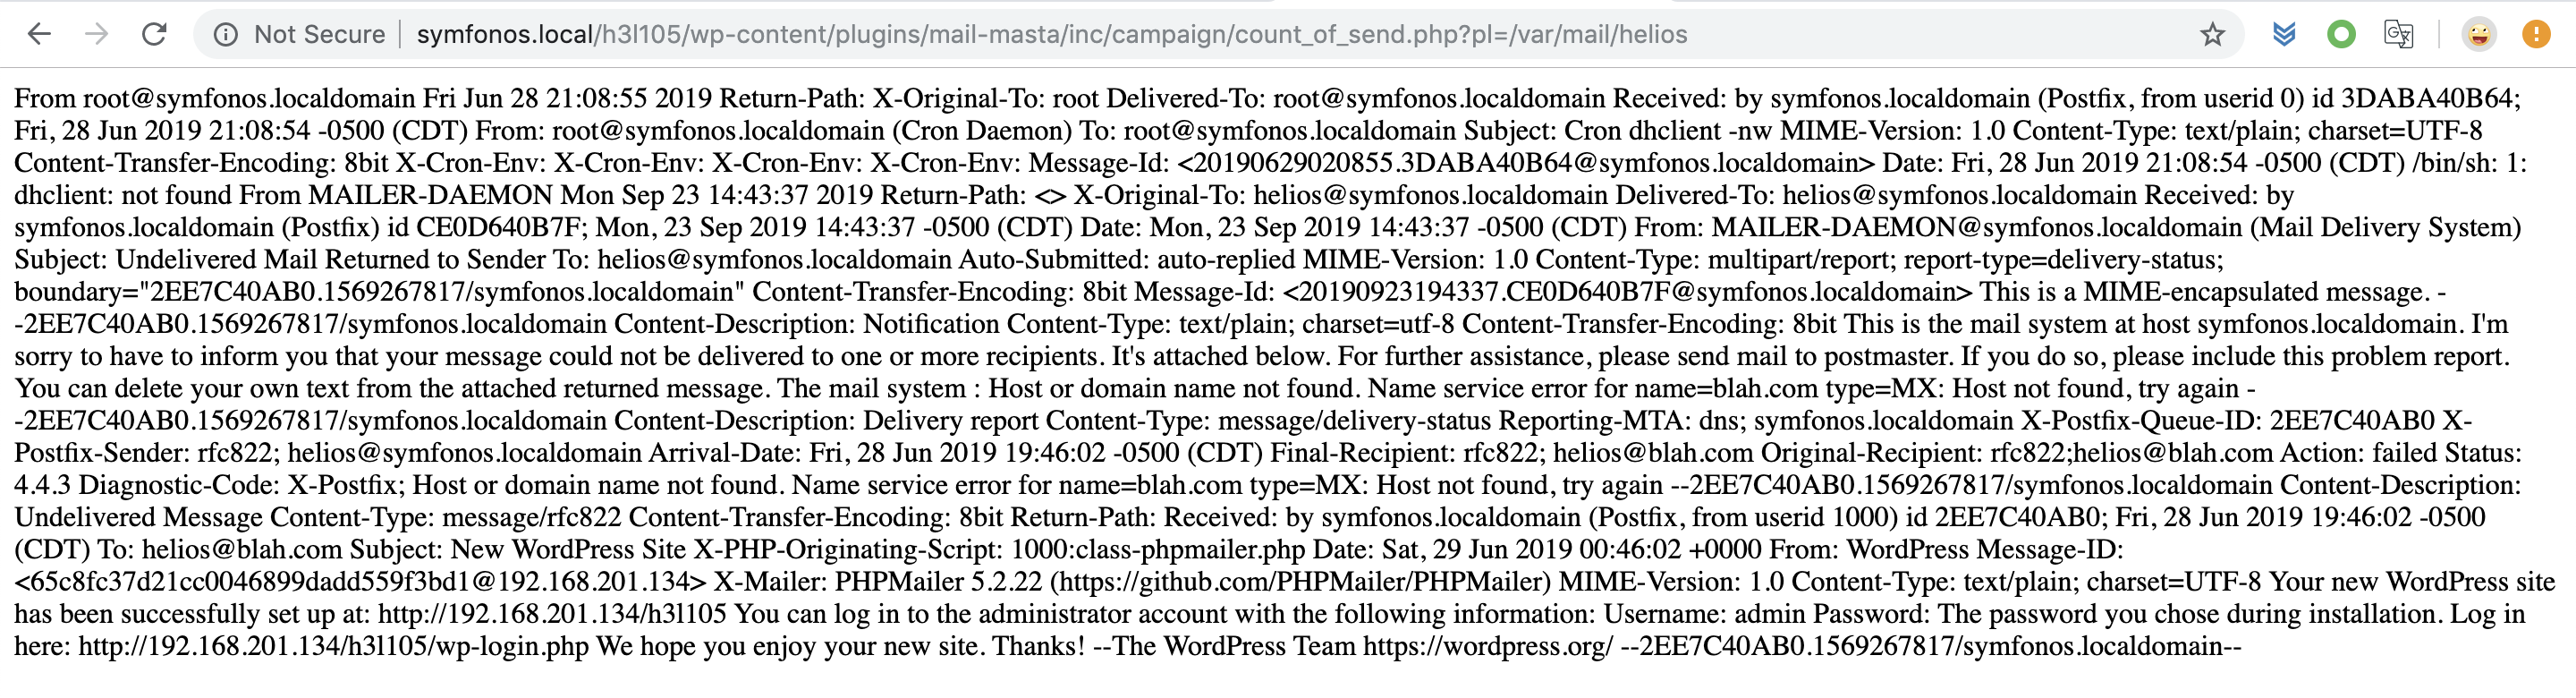 Not Secure symfonos.local/h3l105/wp-content/plugins/mail-masta/inc/campaign/count_of_send.php?pl=/var/mail/helios
From root@symfonos.localdomain Fri Jun 28 21:08:55 2019 Return-Path: X-Original-To: root Delivered-To: root@symfonos.localdomain Received: by symfonos.localdomain (Postfix, from userid 0) id 3DABA40B64;
Fri, 28 Jun 2019 21:08:54 -0500 (CDT) From: root@symfonos.localdomain (Cron Daemon) To: root@symfonos.localdomain Subject: Cron dhclient -nw MIME-Version: 1.0 Content-Type: text/plain; charset=UTF-8
Content-Transfer-Encoding: 8bit X-Cron-Env: X-Cron-Env: X-Cron-Env: X-Cron-Env: Message-Id: <20190629020855.3DABA40B64@symfonos.localdomain> Date: Fri, 28 Jun 2019 21:08:54 -0500 (CDT) /bin/sh: 1:
dhclient: not found From MAILER-DAEMON Mon Sep 23 14:43:37 2019 Return-Path: <> X-Original-To: helios@symfonos.localdomain Delivered-To: helios@symfonos.localdomain Received: by
symfonos.localdomain (Postfix) id CE0D640B7F; Mon, 23 Sep 2019 14:43:37 -0500 (CDT) Date: Mon, 23 Sep 2019 14:43:37 -0500 (CDT) From: MAILER-DAEMON@symfonos.localdomain (Mail Delivery System)
Subject: Undelivered Mail Returned to Sender To: helios@symfonos.localdomain Auto-Submitted: auto-replied MIME-Version: 1.0 Content-Type: multipart/report; report-type=delivery-status;
boundary="2EE7C40AB0.1569267817/symfonos.localdomain" Content-Transfer-Encoding: 8bit Message-Id: <20190923194337.CE0D640B7F@symfonos.localdomain> This is a MIME-encapsulated message. -
-2EE7C40AB0.1569267817/symfonos.localdomain Content-Description: Notification Content-Type: text/plain; charset=utf-8 Content-Transfer-Encoding: 8bit This is the mail system at host symfonos.localdomain. I'm
sorry to have to inform you that your message could not be delivered to one or more recipients. It's attached below. For further assistance, please send mail to postmaster. If you do so, please include this problem report.
You can delete your own text from the attached returned message. The mail system : Host or domain name not found. Name service error for name=blah.com type=MX: Host not found, try again -
-2EE7C40AB0.1569267817/symfonos.localdomain Content-Description: Delivery report Content-Type: message/delivery-status Reporting-MTA: dns; symfonos.localdomain X-Postfix-Queue-ID: 2EE7C40AB0 X-
Postfix-Sender: rfc822; helios@symfonos.localdomain Arrival-Date: Fri, 28 Jun 2019 19:46:02 -0500 (CDT) Final-Recipient: rfc822; helios@blah.com Original-Recipient: rfc822;helios@blah.com Action: failed Status:
4.4.3 Diagnostic-Code: X-Postfix; Host or domain name not found. Name service error for name=blah.com type=MX: Host not found, try again --2EE7C40AB0.1569267817/symfonos.localdomain Content-Description:
Undelivered Message Content-Type: message/rfc822 Content-Transfer-Encoding: 8bit Return-Path: Received: by symfonos.localdomain (Postfix, from userid 1000) id 2EE7C40AB0; Fri, 28 Jun 2019 19:46:02 -0500
(CDT) To: helios@blah.com Subject: New WordPress Site X-PHP-Originating-Script: 1000:class-phpmailer.php Date: Sat, 29 Jun 2019 00:46:02 +0000 From: WordPress Message-ID:
<65c8fc37d21cc0046899dadd559f3bd1@192.168.201.134> X-Mailer: PHPMailer 5.2.22 (https://github.com/PHPMailer/PHPMailer) MIME-Version: 1.0 Content-Type: text/plain; charset=UTF-8 Your new WordPress site
has been successfully set up at: http://192.168.201.134/h3l105 You can log in to the administrator account with the following information: Username: admin Password: The password you chose during installation. Log in
here: http://192.168.201.134/h3l105/wp-login.php We hope you enjoy your new site. Thanks! --The WordPress Team https://wordpress.org/ --2EE7C40AB0.1569267817/symfonos.localdomain--